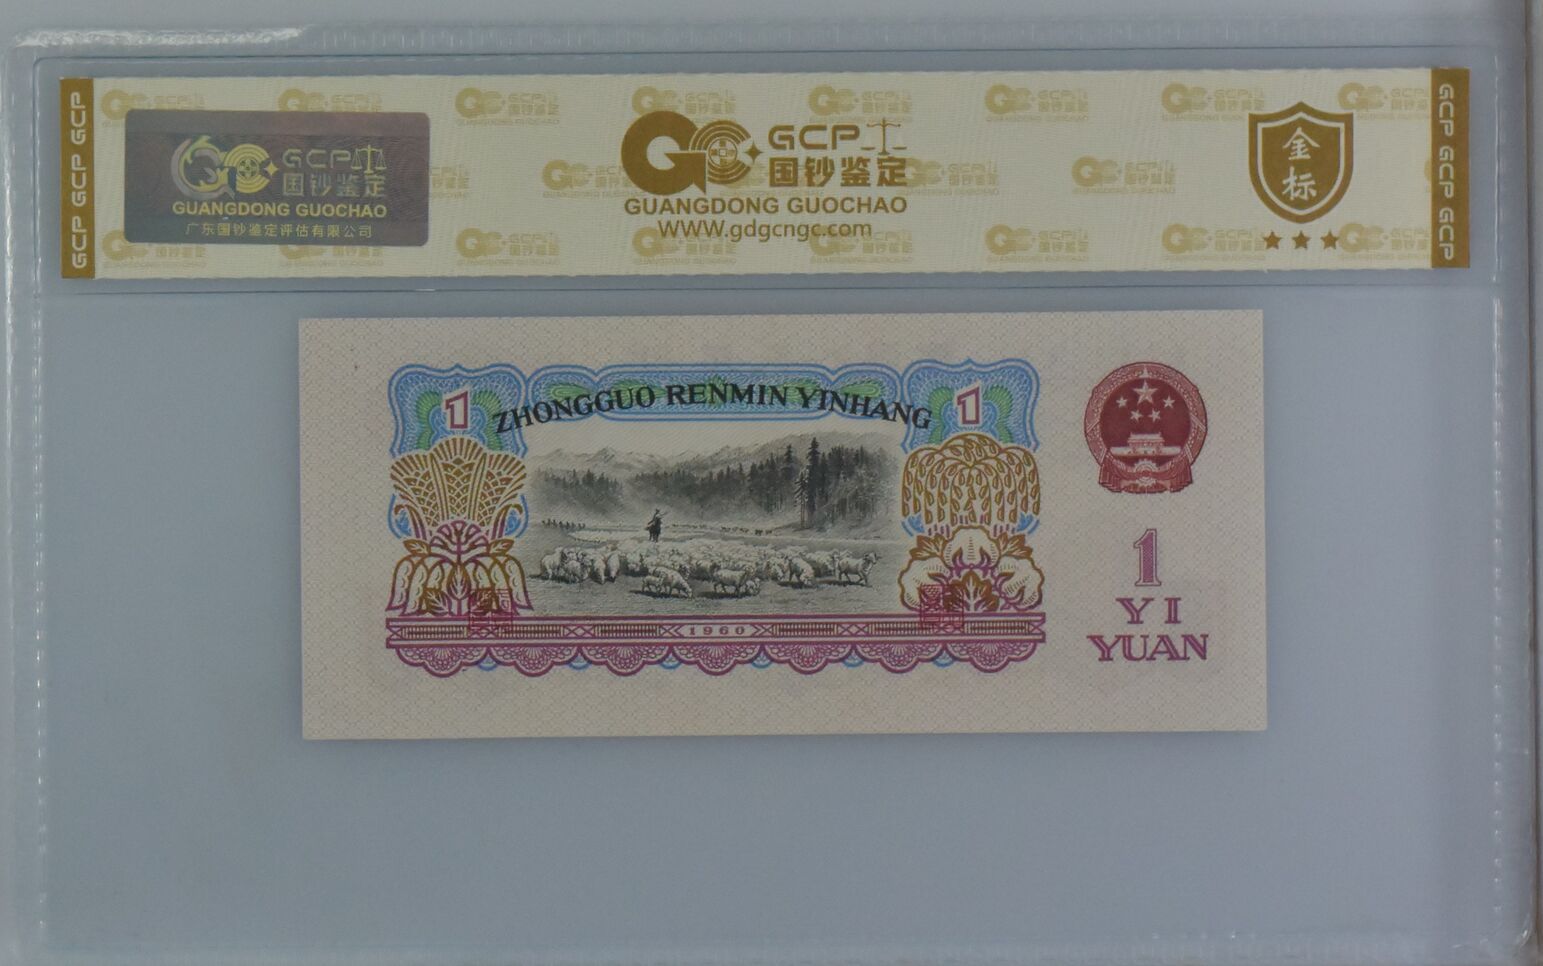 GCP GCP GCP
GCP
国钞鉴定
GUANGDONG GUOCHAO
广东国钞鉴定评估有限公司
GCP
国钞鉴定
GUANGDONG GUOCHAO
WWW.gdgcngc.com
金标
GCP GCP GCP
ZHONGGUO RENMIN YINHANG
1
1
1960
1
YI
YUAN